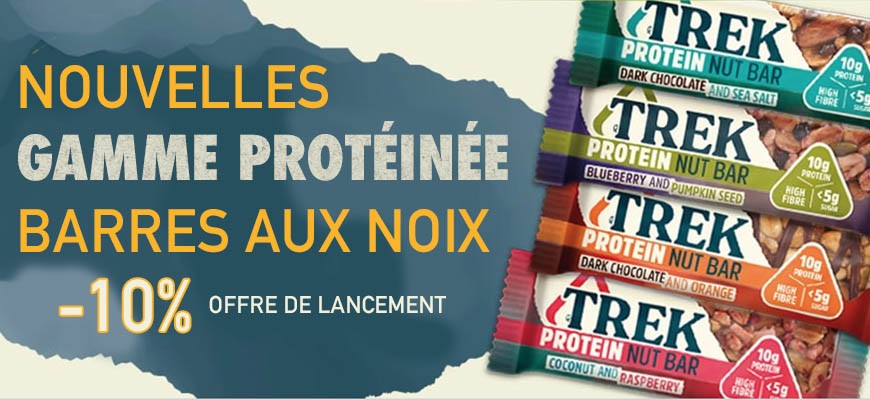 NOUVELLES
GAMME PROTÉINÉE
BARRES AUX NOIX
-10% OFFRE DE LANCEMENT
TREK
PROTEIN NUT BAR
DARK CHOCOLATE AND SEA SALT
10g
PROTEIN
HIGH
FIBRE
<5g
SUGAR
TREK
PROTEIN NUT BAR
BLUEBERRY AND PUMPKIN SEED
10g
PROTEIN
HIGH
FIBRE
<5g
SUGAR
TREK
PROTEIN NUT BAR
DARK CHOCOLATE AND ORANGE
10g
PROTEIN
HIGH
FIBRE
<5g
SUGAR
TREK
PROTEIN NUT BAR
COCONUT AND RASPBERRY
10g
PROTEIN
HIGH
FIBRE
<5g
SUGAR